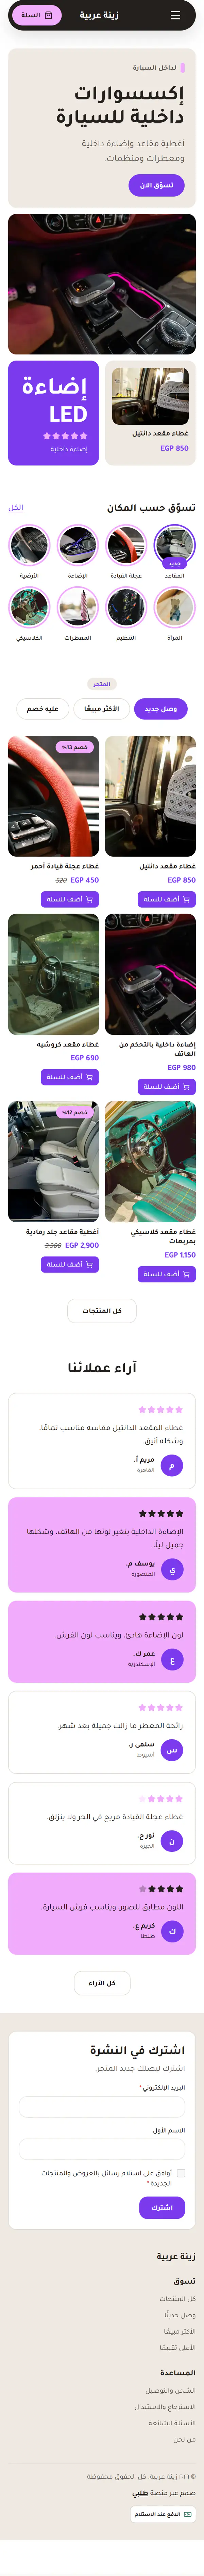 زينة عربية
السلة
لداخل السيارة
إكسسوارات
داخلية للسيارة
أغطية مقاعد وإضاءة داخلية
ومعطرات ومنظمات.
تسوّق الآن
غطاء مقعد دانتيل
EGP 850
إضاءة
LED
إضاءة داخلية
تسوّق حسب المكان
الكل
جديد
المقاعد
عجلة القيادة
الإضاءة
الأرضية
المرآة
التنظيم
المعطرات
الكلاسيكي
المتجر
وصل جديد
الأكثر مبيعًا
عليه خصم
غطاء مقعد دانتيل
EGP 850
أضف للسلة
خصم 13%
غطاء عجلة قيادة أحمر
EGP 450 520
أضف للسلة
إضاءة داخلية بالتحكم من
الهاتف
EGP 980
أضف للسلة
غطاء مقعد كروشيه
EGP 690
أضف للسلة
غطاء مقعد كلاسيكي
بمربعات
EGP 1,150
أضف للسلة
خصم 12%
أغطية مقاعد جلد رمادية
EGP 2,900 3,300
أضف للسلة
كل المنتجات
آراء عملائنا
غطاء المقعد الدانتيل مقاسه مناسب تمامًا،
وشكله أنيق.
م
مريم أ.
القاهرة
الإضاءة الداخلية يتغير لونها من الهاتف، وشكلها
جميل ليلًا.
ي
يوسف م.
المنصورة
لون الإضاءة هادئ، ويناسب لون الفرش.
ع
عمر ك.
الإسكندرية
رائحة المعطر ما زالت جميلة بعد شهر.
س
سلمى ر.
أسيوط
غطاء عجلة القيادة مريح في الحر ولا ينزلق.
ن
نور ح.
الجيزة
اللون مطابق للصور، ويناسب فرش السيارة.
ك
كريم ع.
طنطا
كل الآراء
اشترك في النشرة
اشترك ليصلك جديد المتجر.
البريد الإلكتروني *
الاسم الأول
أوافق على استلام رسائل بالعروض والمنتجات
الجديدة *
اشترك
زينة عربية
تسوق
كل المنتجات
وصل حديثًا
الأكثر مبيعًا
الأعلى تقييمًا
المساعدة
الشحن والتوصيل
الاسترجاع والاستبدال
الأسئلة الشائعة
من نحن
© ٢٠٢٦ زينة عربية. كل الحقوق محفوظة.
صمم عبر منصة طلبي
الدفع عند الاستلام